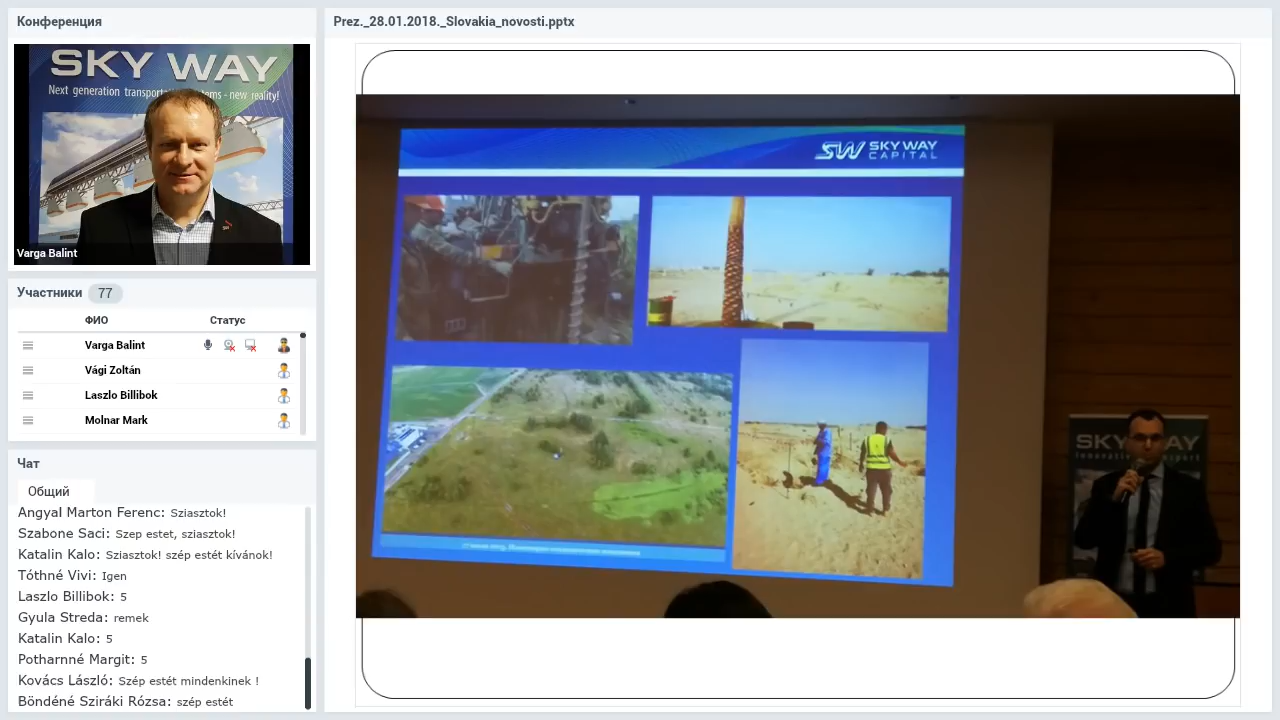 Конференция
SKY WAY
Next generation transport
ems - new reality!
Varga Balint
Участники 77
ФИО Статус
Varga Balint
Vági Zoltán
Laszlo Billibok
Molnar Mark
Чат
Общий
Angyal Marton Ferenc: Sziasztok!
Szabone Saci: Szep estet, sziasztok!
Katalin Kalo: Sziasztok! szép estét kívánok!
Tóthné Vivi: Igen
Laszlo Billibok: 5
Gyula Streda: remek
Katalin Kalo: 5
Potharnné Margit: 5
Kovács László: Szép estét mindenkinek !
Böndéné Sziráki Rózsa: szép estét
Prez._28.01.2018._Slovakia_novosti.pptx
SW SKY WAY
CAPITAL
SKY WAY